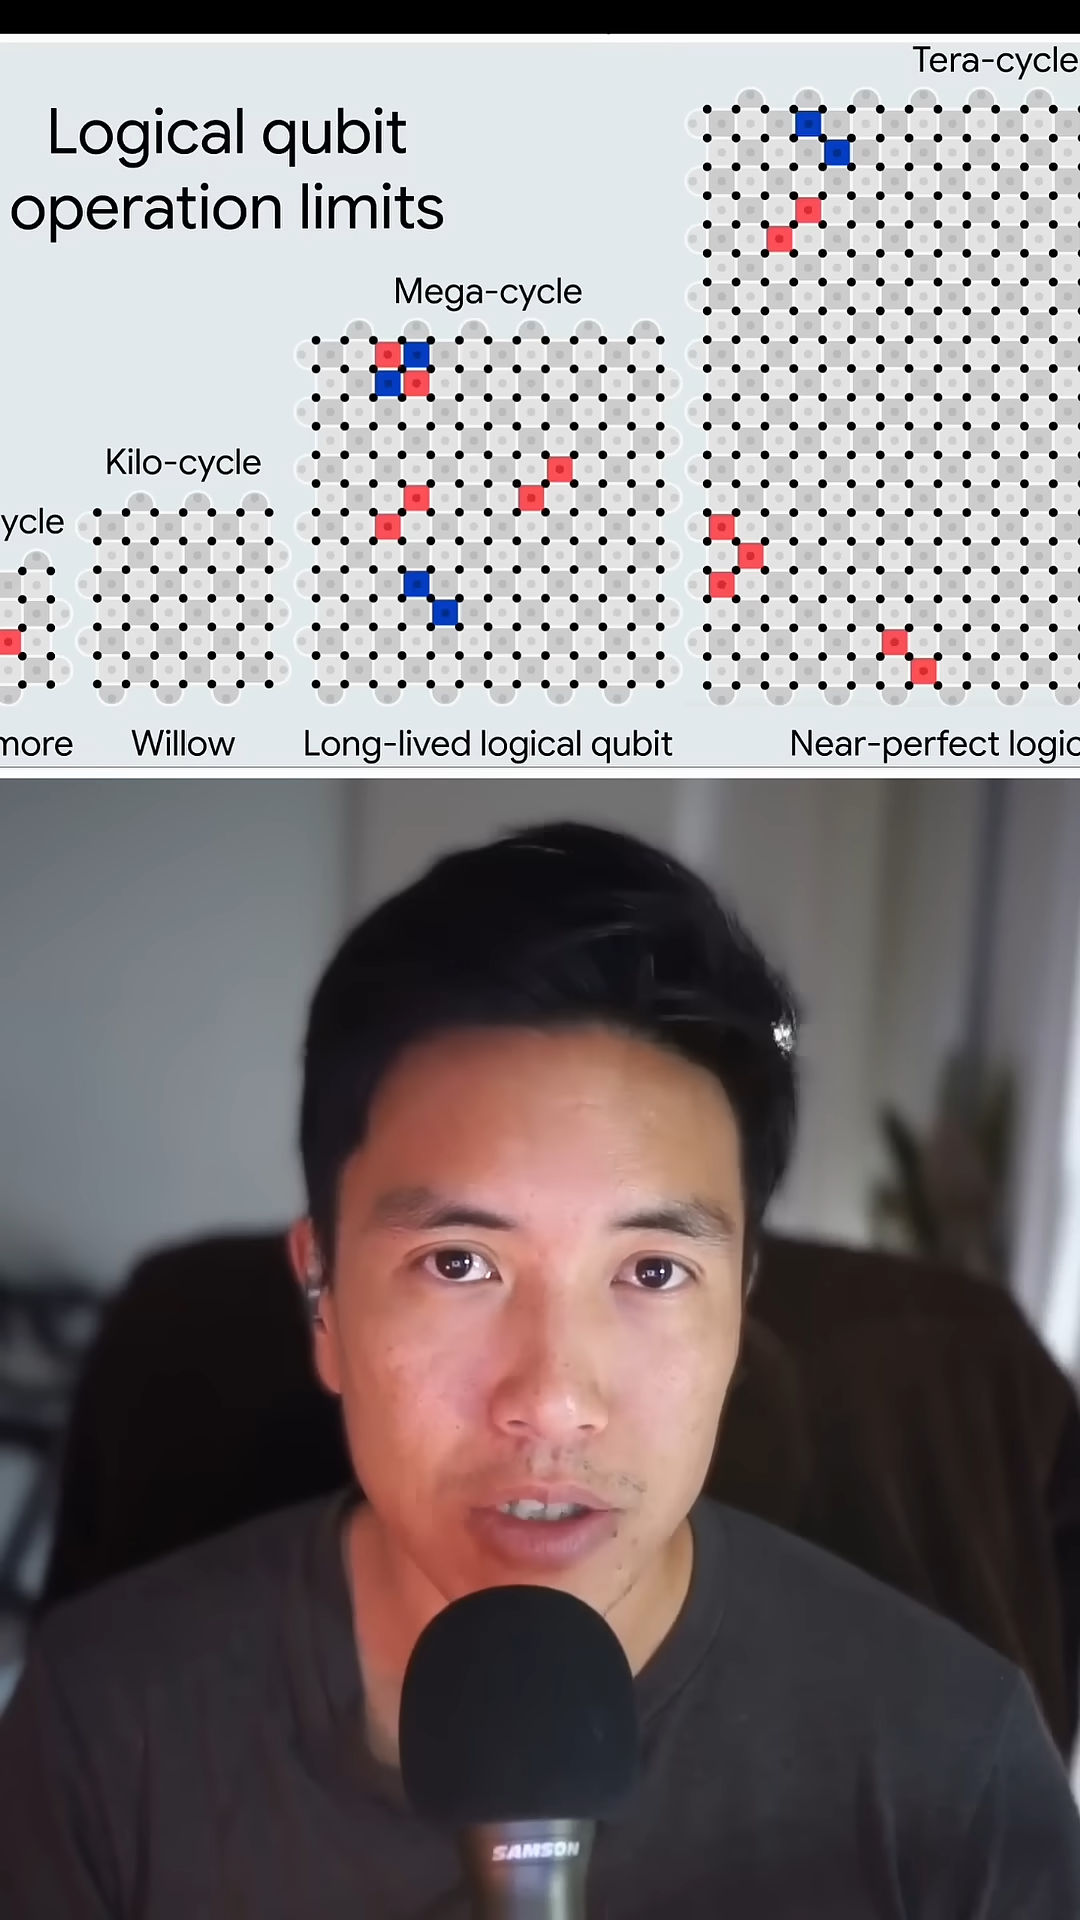 Tera-cycle
Logical qubit
operation limits
Mega-cycle
Kilo-cycle
ycle
more
Willow
Long-lived logical qubit
Near-perfect logic
SAMSON